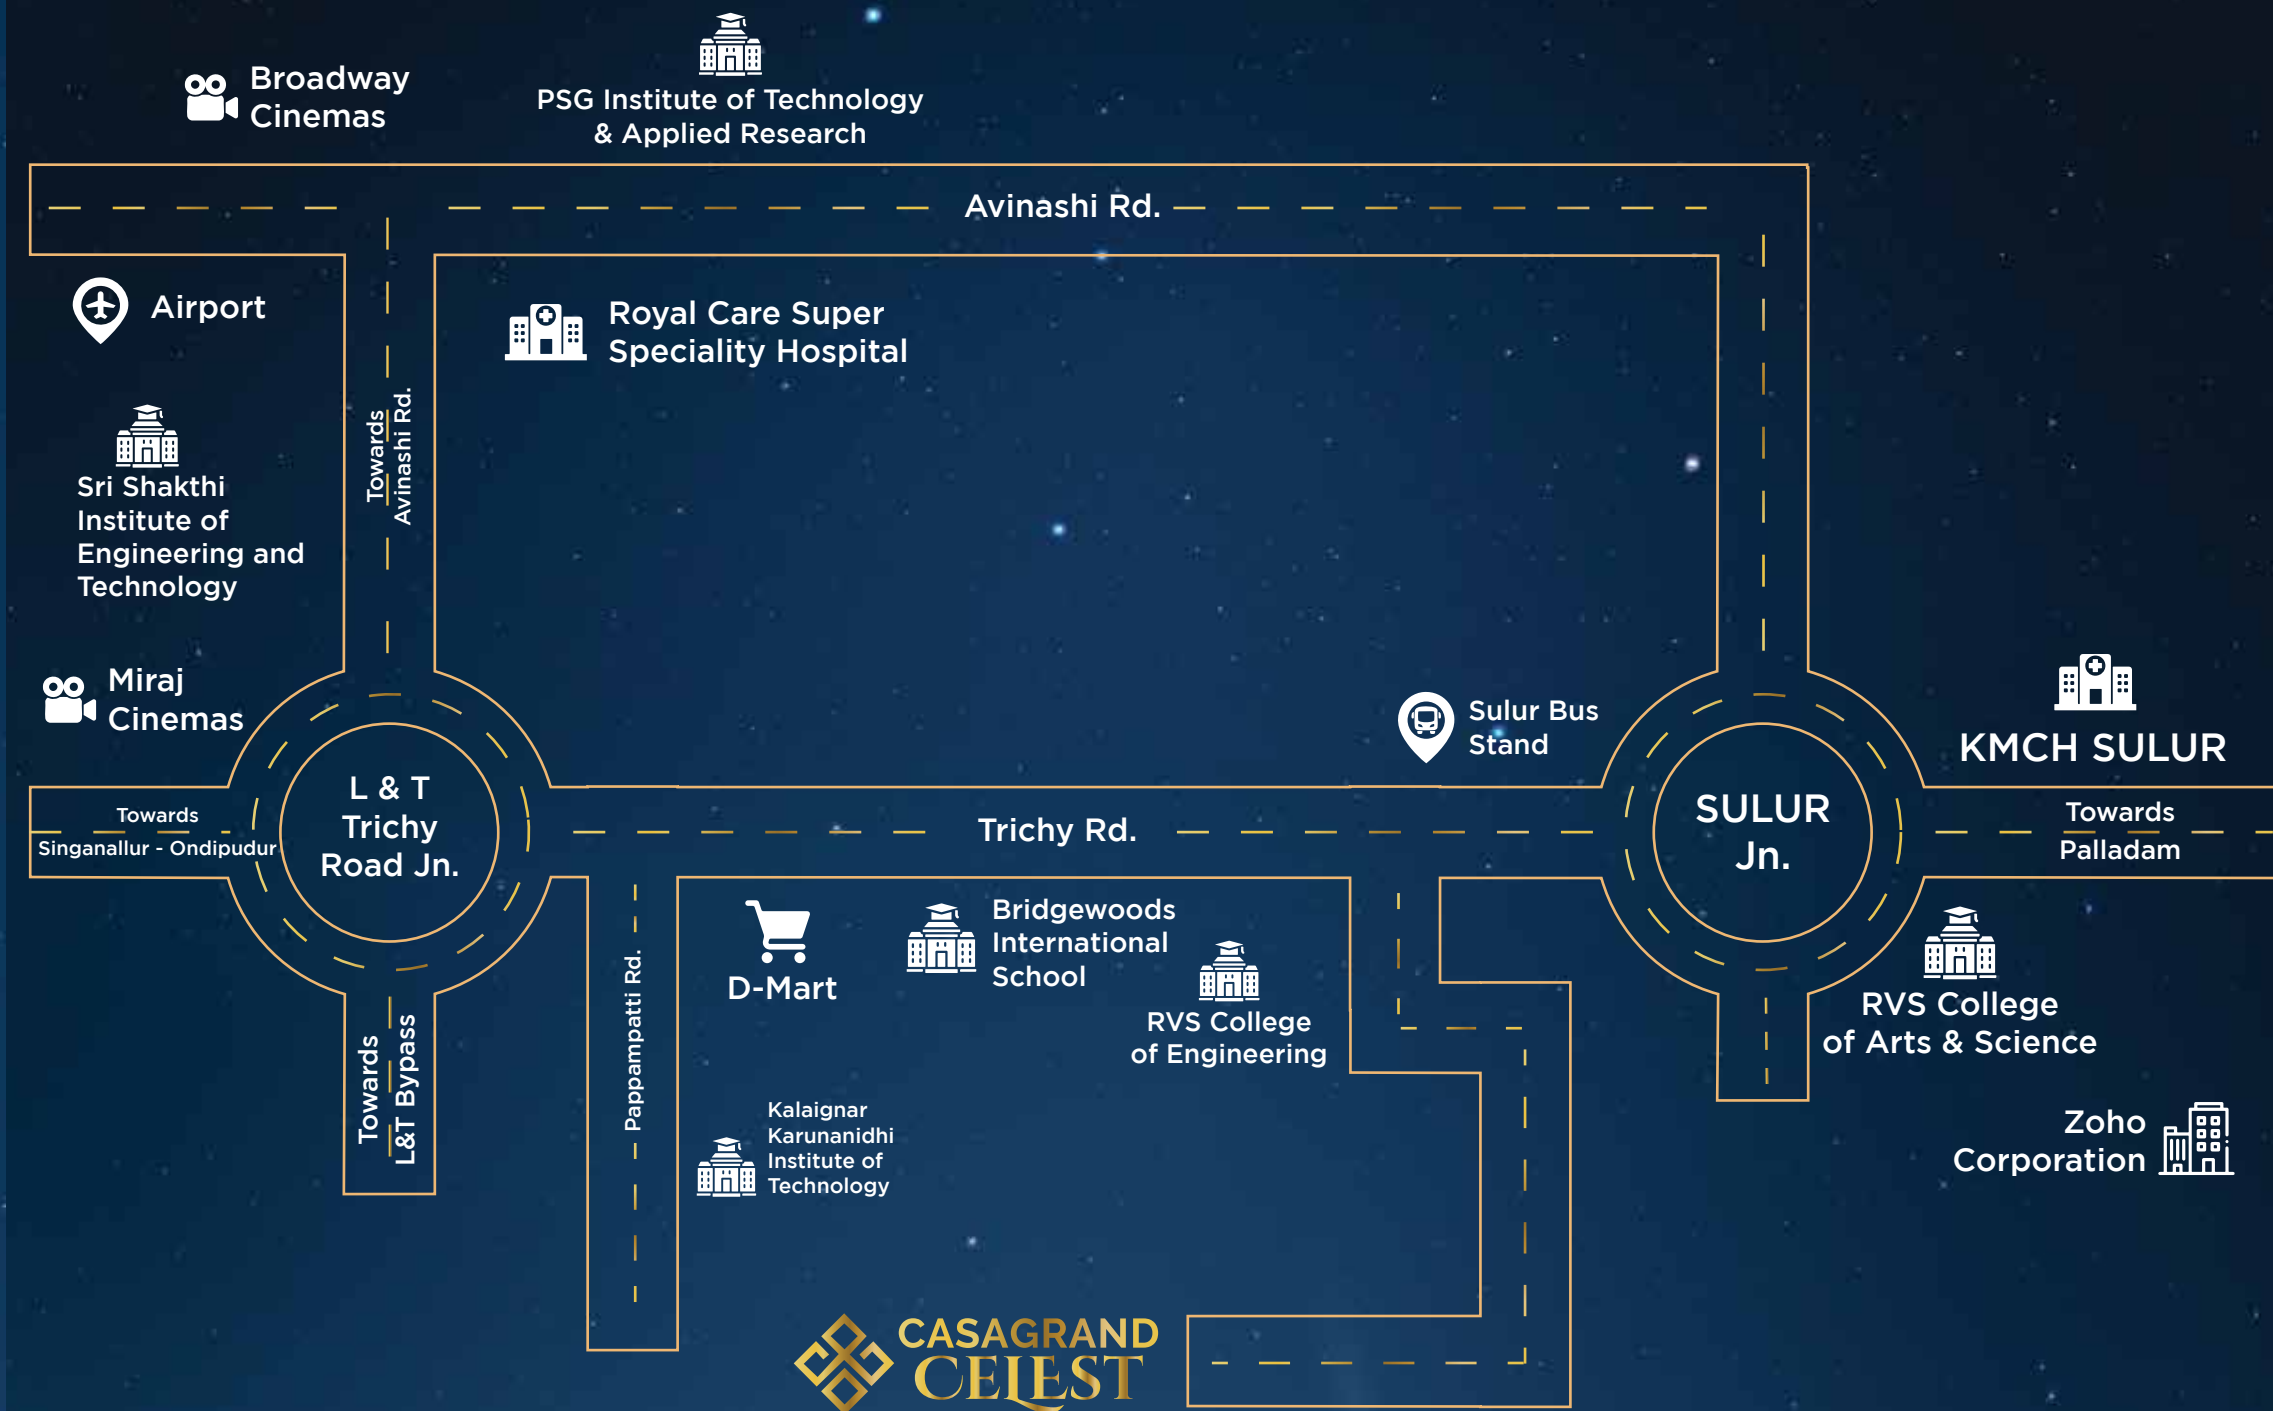 Broadway
Cinemas
PSG Institute of Technology
& Applied Research
Avinashi Rd.
Airport
Royal Care Super
Speciality Hospital
Towards
Avinashi Rd.
Sri Shakthi
Institute of
Engineering and
Technology
Miraj
Cinemas
Sulur Bus
Stand
KMCH SULUR
Towards
Singanallur - Ondipudur
L & T
Trichy
Road Jn.
Trichy Rd.
SULUR
Jn.
Towards
Palladam
D-Mart
Bridgewoods
International
School
RVS College
of Engineering
RVS College
of Arts & Science
Towards
L&T Bypass
Pappampatti Rd.
Kalaignar
Karunanidhi
Institute of
Technology
Zoho
Corporation
CASAGRAND
CELEST